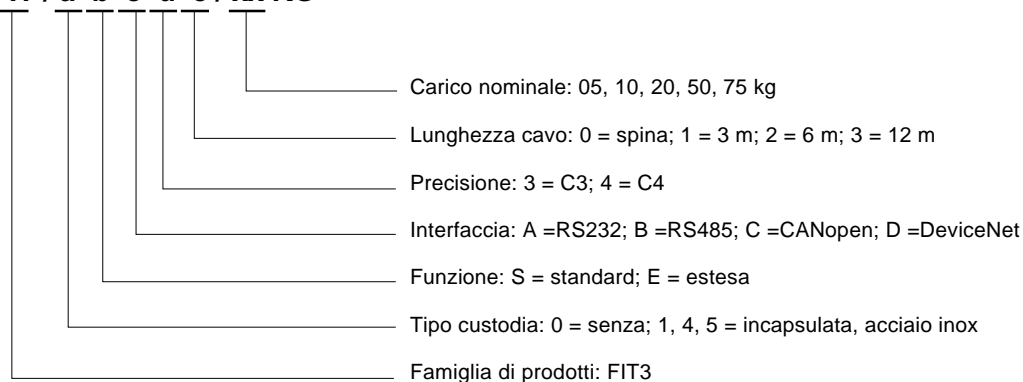 Carico nominale: 05, 10, 20, 50, 75 kg
Lunghezza cavo: 0 = spina; 1 = 3 m; 2 = 6 m; 3 = 12 m
Precisione: 3 = C3; 4 = C4
Interfaccia: A =RS232; B =RS485; C =CANopen; D =DeviceNet
Funzione: S = standard; E = estesa
Tipo custodia: 0 = senza; 1, 4, 5 = incapsulata, acciaio inox
Famiglia di prodotti: FIT3